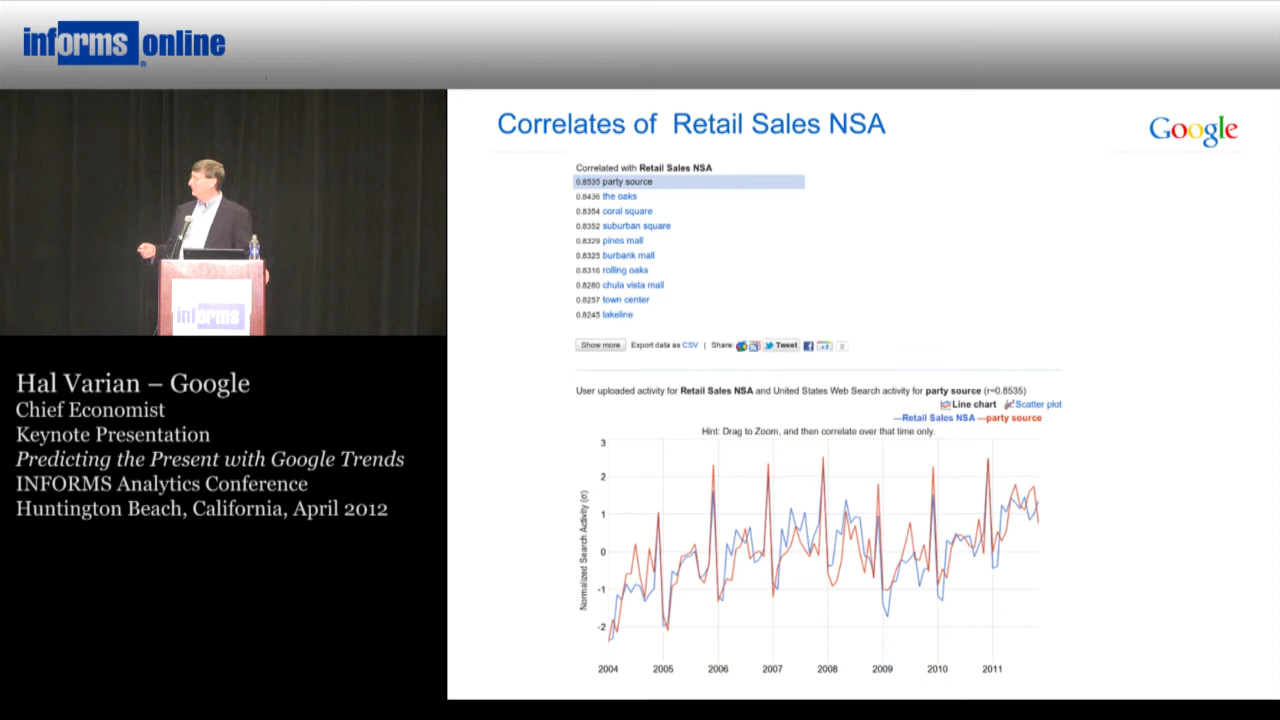 informs online
®
Correlates of Retail Sales NSA
Google
Correlated with Retail Sales NSA
0.8535 party source
0.8436 the oaks
0.8354 coral square
0.8352 suburban square
0.8329 pines mall
0.8325 burbank mall
0.8316 rolling oaks
0.8280 chula vista mall
0.8257 town center
0.8245 lakeline
Show more Export data as CSV | Share: Tweet 0
User uploaded activity for Retail Sales NSA and United States Web Search activity for party source (r=0.8535)
Line chart Scatter plot
—Retail Sales NSA —party source
Hint: Drag to Zoom, and then correlate over that time only.
Normalized Search Activity (σ)
3
2
1
0
-1
-2
2004 2005 2006 2007 2008 2009 2010 2011
informs
Hal Varian – Google
Chief Economist
Keynote Presentation
Predicting the Present with Google Trends
INFORMS Analytics Conference
Huntington Beach, California, April 2012